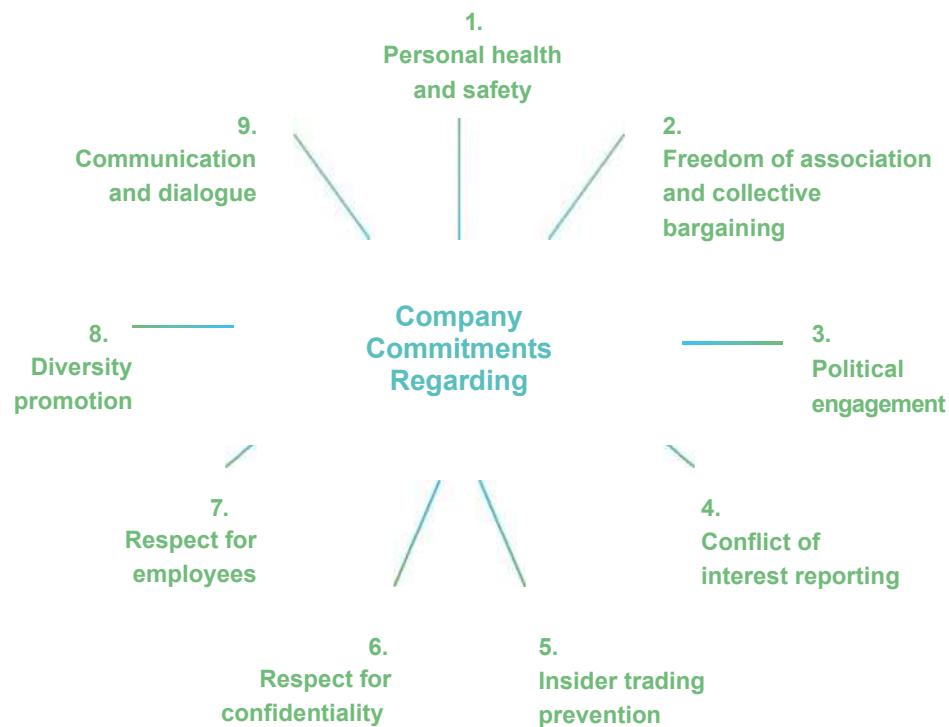 1.
Personal health
and safety
2.
Freedom of association
and collective
bargaining
3.
Political
engagement
4.
Conflict of
interest reporting
5.
Insider trading
prevention
6.
Respect for
confidentiality
7.
Respect for
employees
8.
Diversity
promotion
9.
Communication
and dialogue
Company
Commitments
Regarding